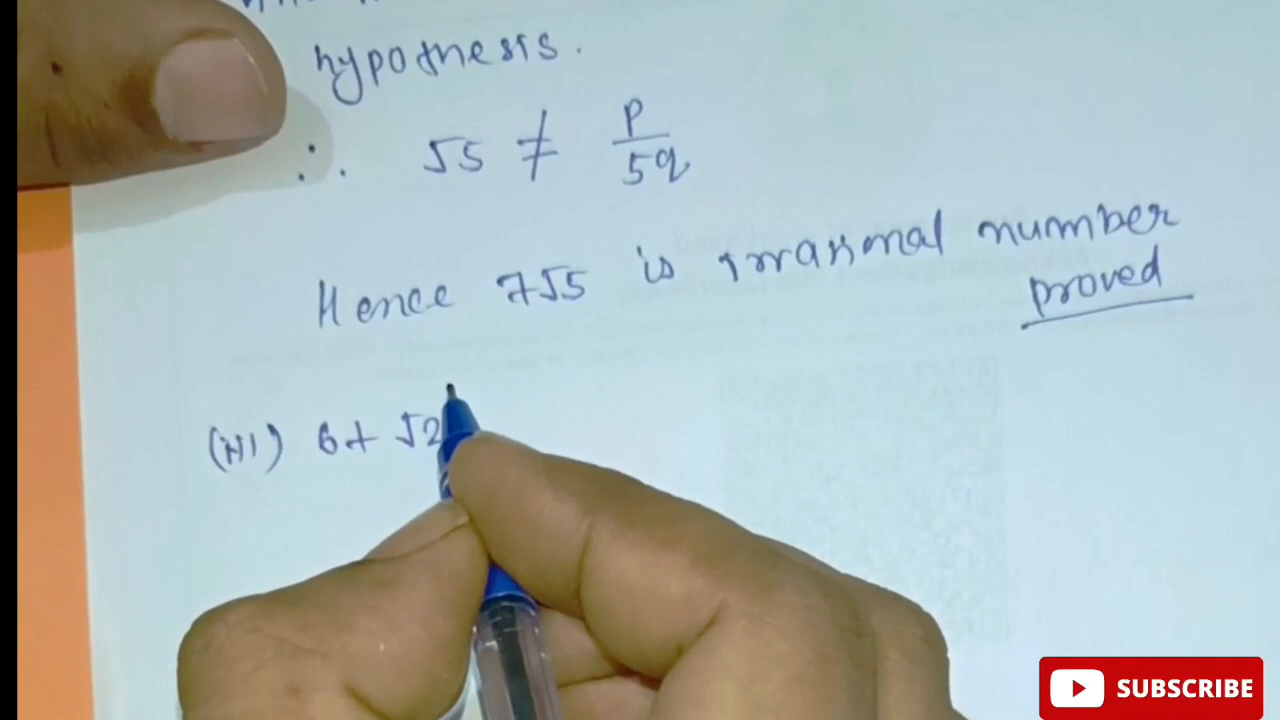 hypothesis.
∴ √5 ≠ p/5q
Hence 7√5 is irrational number
proved
(iii) 6+ √2
SUBSCRIBE